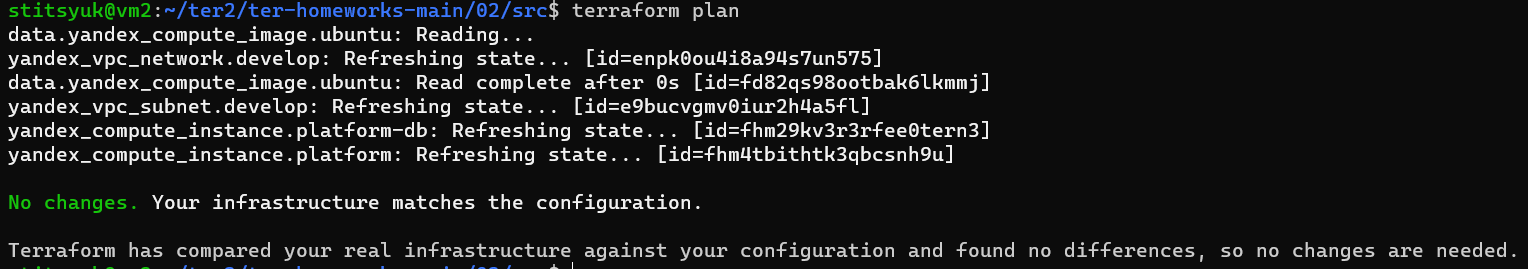 stitsyuk@vm2:~/ter2/ter-homeworks-main/02/src$ terraform plan
data.yandex_compute_image.ubuntu: Reading...
yandex_vpc_network.develop: Refreshing state... [id=enpk0ou4i8a94s7un575]
data.yandex_compute_image.ubuntu: Read complete after 0s [id=fd82qs98ootbak6lkmmj]
yandex_vpc_subnet.develop: Refreshing state... [id=e9bucvgmv0iur2h4a5fl]
yandex_compute_instance.platform-db: Refreshing state... [id=fhm29kv3r3rfee0tern3]
yandex_compute_instance.platform: Refreshing state... [id=fhm4tbithtk3qbcsnh9u]
No changes. Your infrastructure matches the configuration.
Terraform has compared your real infrastructure against your configuration and found no differences, so no changes are needed.